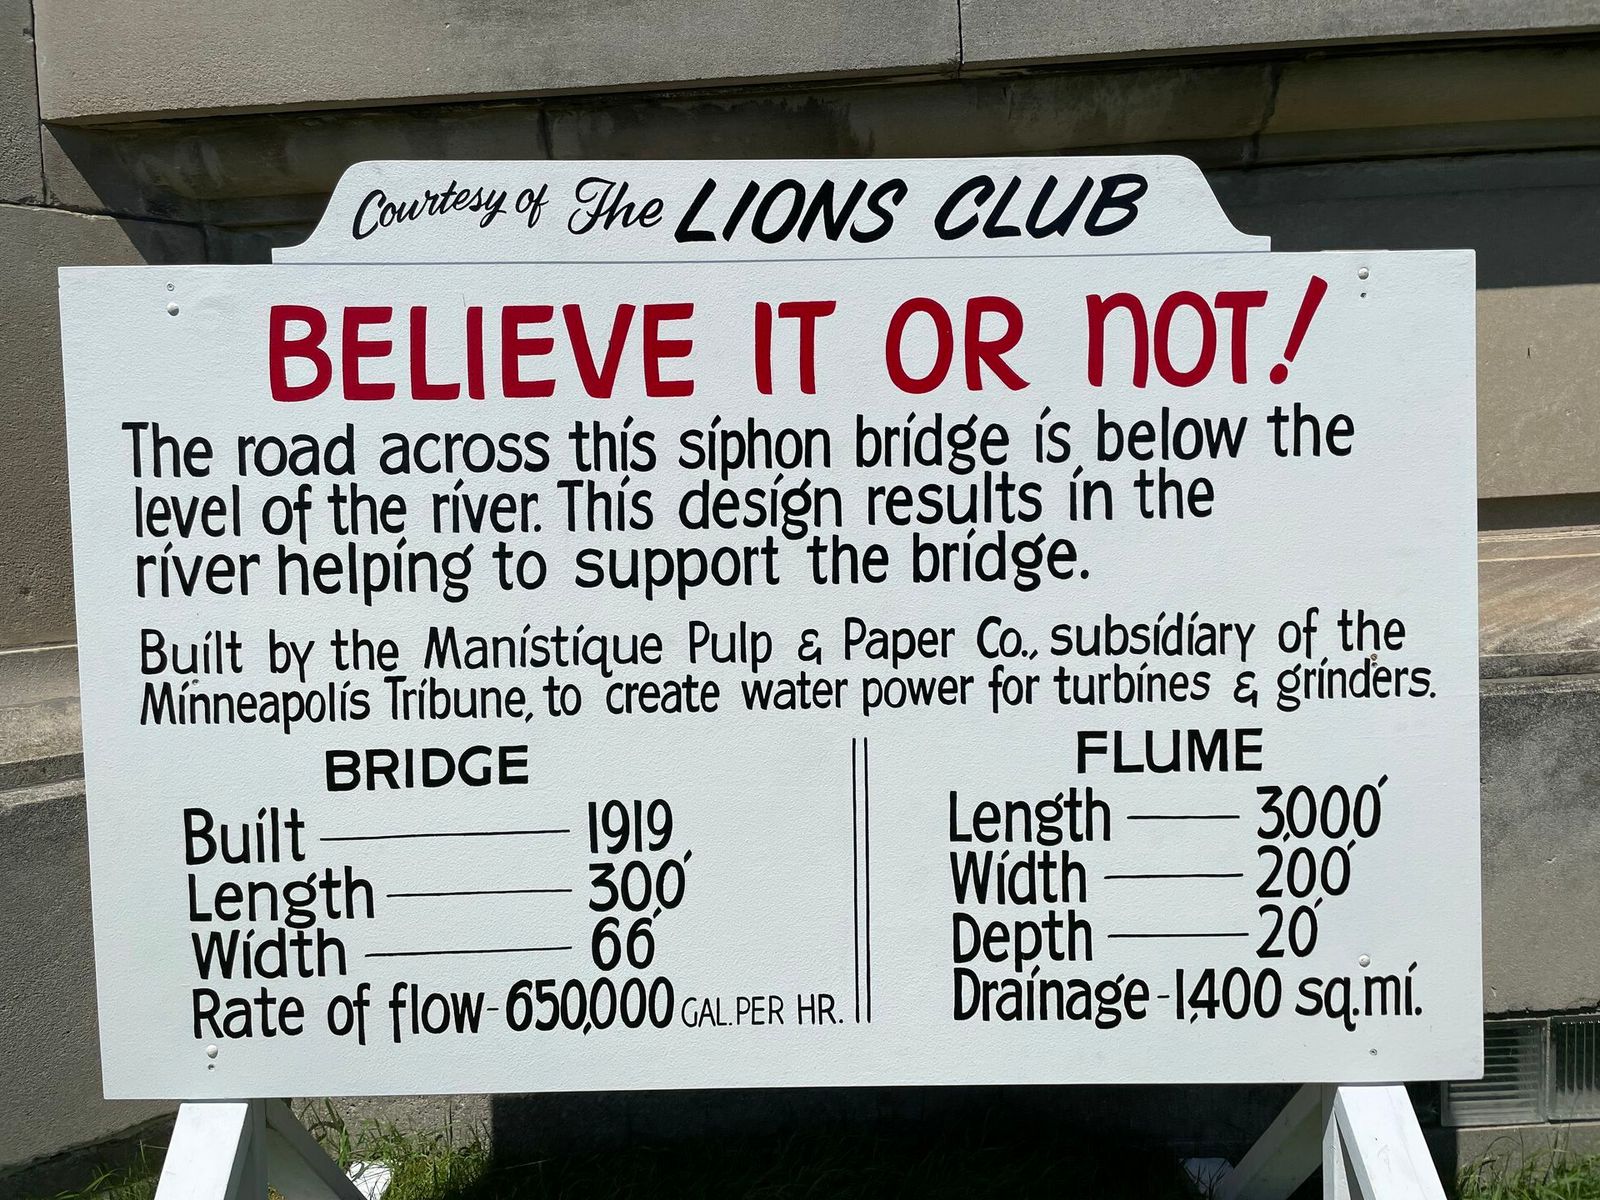 Courtesy of The LIONS CLUB
BELIEVE IT OR NOT!
The road across this siphon bridge is below the
level of the river. This design results in the
river helping to support the bridge.
Built by the Manistique Pulp & Paper Co., subsidiary of the
Minneapolis Tribune, to create water power for turbines & grinders.
BRIDGE
Built — 1919
Length — 300'
Width — 66'
Rate of flow - 650,000 GAL. PER HR.
FLUME
Length — 3,000'
Width — 200'
Depth — 20'
Drainage - 1,400 sq. mi.